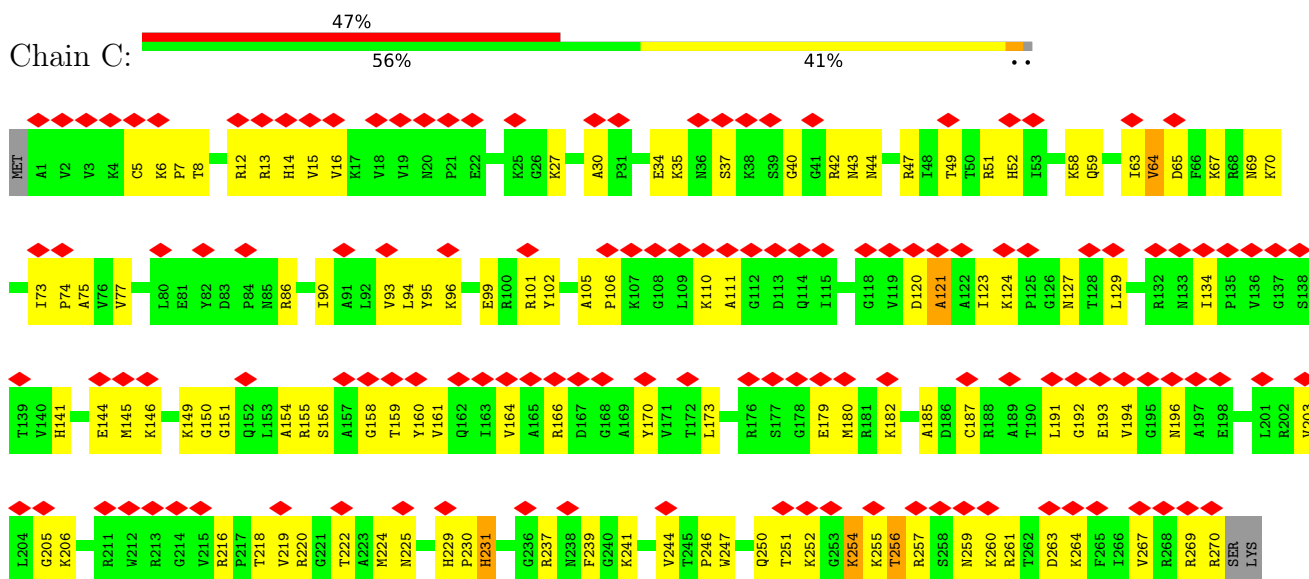 47%
Chain C:
56% 41% • •
MET A1 V2 V3 K4 C5 K6 P7 T8 R12 R13 H14 V15 V16 K17 V18 V19 N20 P21 E22 K25 G26 K27 A30 P31 E34 K35 N36 S37 K38 S39 G40 G41 R42 N43 N44 R47 I48 T49 T50 R51 H52 I53 K58 Q59 I63 V64 D65 F66 K67 R68 N69 K70
I73 P74 A75 V76 V77 L80 E81 Y82 D83 P84 N85 R86 I90 A91 L92 V93 L94 Y95 K96 E99 R100 R101 Y102 A105 P106 K107 G108 L109 K110 A111 G112 D113 Q114 I115 G118 V119 D120 A121 A122 T123 K124 P125 G126 N127 T128 L129 R132 N133 I134 P135 V136 G137 S138
T139 V140 H141 E144 M145 K146 K149 G150 G151 Q152 L153 A154 R155 S156 A157 G158 T159 Y160 V161 Q162 I163 V164 A165 R166 D167 G168 A169 Y170 V171 T172 L173 R176 S177 G178 E179 M180 R181 K182 A185 D186 C187 R188 A189 T190 L191 G192 E193 V194 G195 N196 A197 E198 L201 R202 V203
L204 G205 K206 R211 W212 R213 G214 V215 R216 P217 T218 V219 R220 G221 T222 A223 M224 N225 H229 P230 H231 G236 R237 N238 F239 G240 K241 V244 T245 P246 W247 Q250 T251 K252 G253 K254 K255 T256 R257 S258 N259 K260 R261 T262 D263 K264 F265 I266 V267 R268 R269 R270 SER LYS